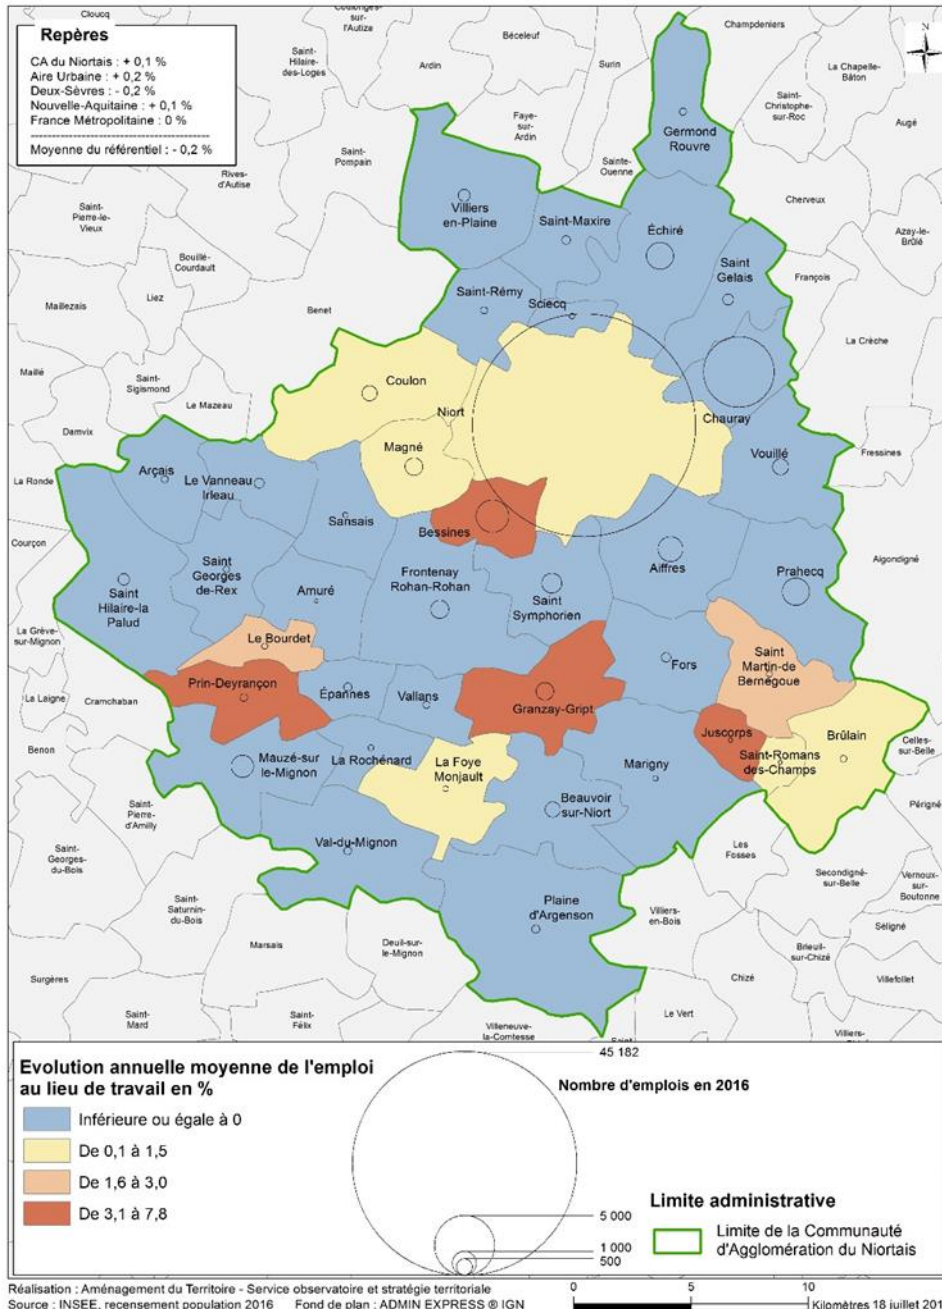 Cloucq
Coulonges-
sur-
l'Autize
Champdeniers
Béceleuf
Saint-
Hilaire-
des-Loges
Ardin
Surin
La Chapelle-
Bâton
Saint-
Christophe-
sur-Roc
Augé
Repères
CA du Niortais : + 0,1 %
Aire Urbaine : + 0,2 %
Deux-Sèvres : - 0,2 %
Nouvelle-Aquitaine : + 0,1 %
France Métropolitaine : 0 %
Moyenne du référentiel : - 0,2 %
N
Faye-
sur-
Ardin
Germond
Rouvre
Saint-
Pompain
Sainte-
Ouenne
Rives-
d'Autise
Cherveux
Saint-
Pierre-le-
Vieux
Villiers
en-Plaine
Saint-Maxire
Échiré
Azay-le-
Brûlé
Bouillé-
Courdault
Saint
Gelais
François
Maillezais
Liez
Benet
Saint-Rémy
Sciecq
La Crèche
Maillé
Saint-
Sigismond
Coulon
Le Mazeau
Niort
Chauray
Damvix
Magné
Vouillé
Fressines
La Ronde
Arçais
Le Vanneau
Irleau
Sansais
Bessines
Courçon
Aiffres
Algondigné
Saint
Hilaire-la
Palud
Saint
Georges
de-Rex
Amuré
Frontenay
Rohan-Rohan
Saint
Symphorien
Prahecq
La Grève-
sur-Mignon
Le Bourdet
Fors
Saint
Martin-de
Bernegoue
La Laigne
Cramchaban
Prin-Deyrançon
Épannes
Vallans
Granzay-Gript
Benon
Juscorps
Brûlain
Celles-
sur-Belle
Mauzé-sur
le-Mignon
La Rochénard
La Foye
Monjault
Marigny
Saint-Romans
des-Champs
Saint-
Pierre-
d'Amilly
Beauvoir
sur-Niort
Périgné
Saint-
Georges-
du-Bois
Val-du-Mignon
Les
Fosses
Secondigné-
sur-Belle
Vernoux-
sur-
Boutonne
Saint-
Saturnin-
du-Bois
Plaine
d'Argenson
Villiers-
en-Bois
Séligné
Marsais
Deuil-sur-
le-Mignon
Brieuil-
sur-Chizé
Surgères
Chizé
Villefollet
Saint-
Mard
Saint-
Félix
Villeneuve-
la-Comtesse
Le Vert
Villiers-
Evolution annuelle moyenne de l'emploi
au lieu de travail en %
Inférieure ou égale à 0
De 0,1 à 1,5
De 1,6 à 3,0
De 3,1 à 7,8
45 182
Nombre d'emplois en 2016
5 000
1 000
500
Limite administrative
Limite de la Communauté
d'Agglomération du Niortais
Réalisation : Aménagement du Territoire - Service observatoire et stratégie territoriale
Source : INSEE, recensement population 2016 Fond de plan : ADMIN EXPRESS ® IGN
0 5 10
Kilomètres 18 juillet